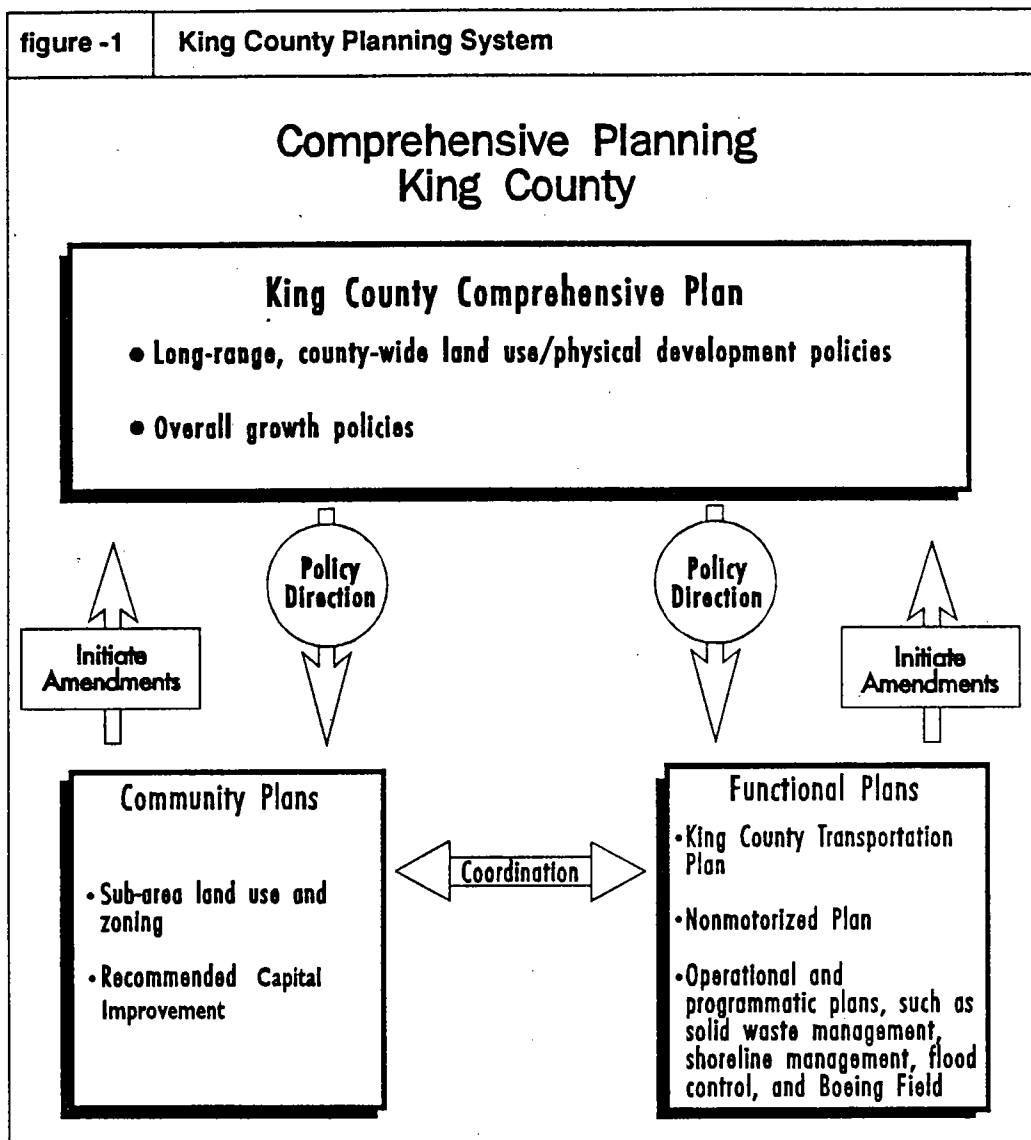 figure -1
King County Planning System
Comprehensive Planning
King County
King County Comprehensive Plan
• Long-range, county-wide land use/physical development policies
• Overall growth policies
Policy
Direction
Policy
Direction
Initiate
Amendments
Initiate
Amendments
Community Plans
• Sub-area land use and
zoning
• Recommended Capital
Improvement
Coordination
Functional Plans
• King County Transportation
Plan
• Nonmotorized Plan
• Operational and
programmatic plans, such as
solid waste management,
shoreline management, flood
control, and Boeing Field